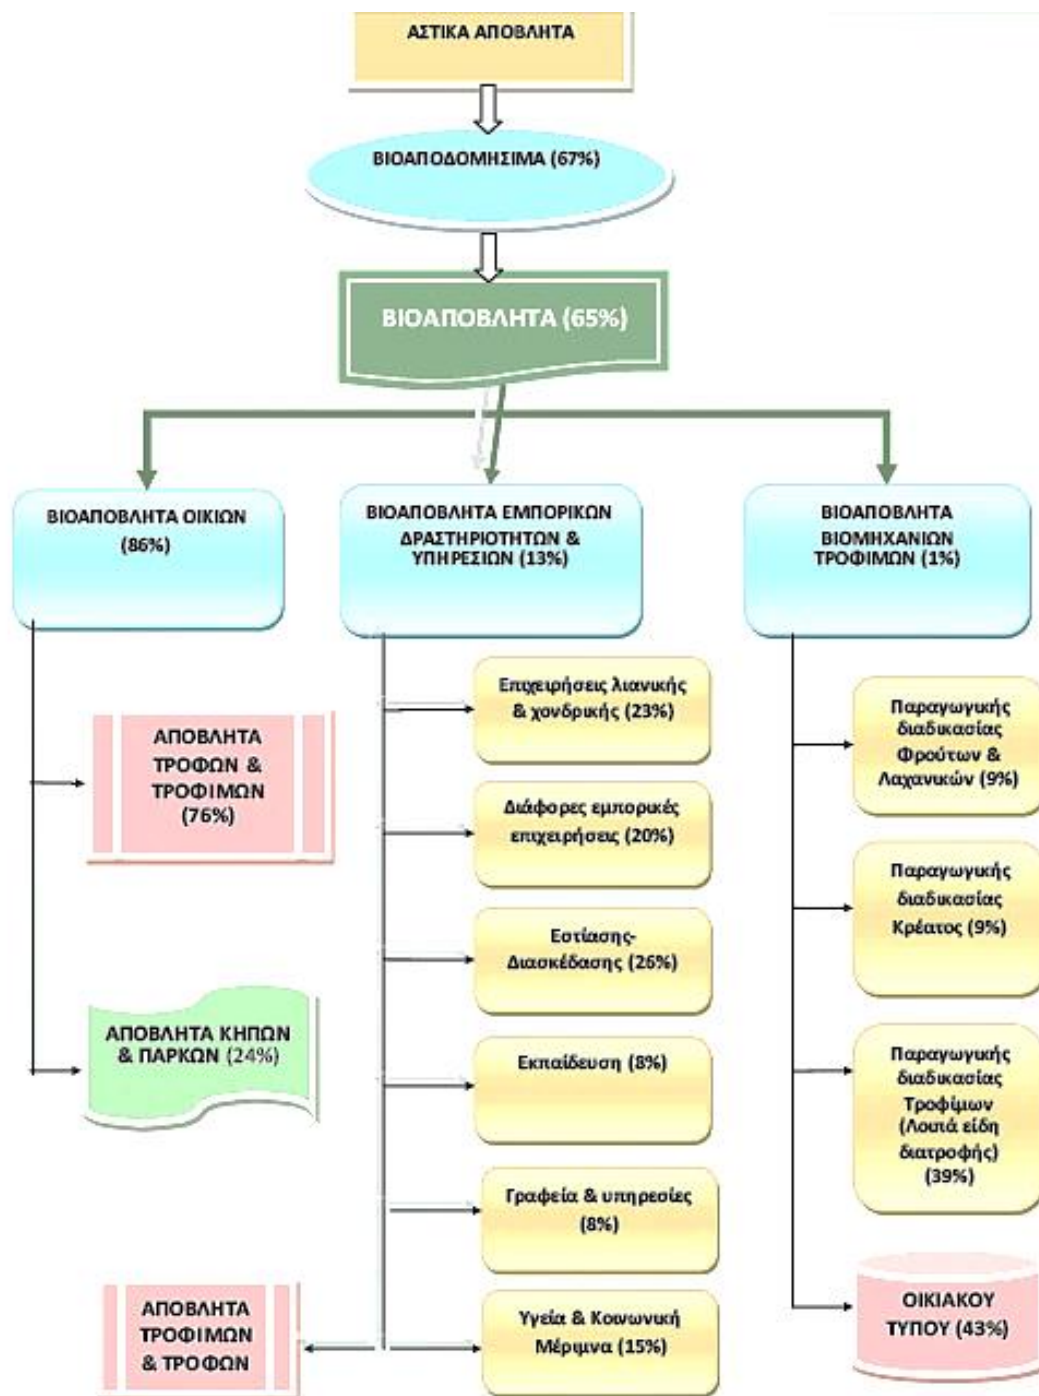 ΑΣΤΙΚΑ ΑΠΟΒΛΗΤΑ
ΒΙΟΑΠΟΔΟΜΗΣΙΜΑ (67%)
ΒΙΟΑΠΟΒΛΗΤΑ (65%)
ΒΙΟΑΠΟΒΛΗΤΑ ΟΙΚΙΩΝ
(86%)
ΑΠΟΒΛΗΤΑ
ΤΡΟΦΩΝ &
ΤΡΟΦΙΜΩΝ
(76%)
ΑΠΟΒΛΗΤΑ ΚΗΠΩΝ
& ΠΑΡΚΩΝ (24%)
ΒΙΟΑΠΟΒΛΗΤΑ ΕΜΠΟΡΙΚΩΝ
ΔΡΑΣΤΗΡΙΟΤΗΤΩΝ &
ΥΠΗΡΕΣΙΩΝ (13%)
Επιχειρήσεις λιανικής
& χονδρικής (23%)
Διάφορες εμπορικές
επιχειρήσεις (20%)
Εστίασης-
Διασκέδασης (26%)
Εκπαίδευση (8%)
Γραφεία & υπηρεσίες
(8%)
Υγεία & Κοινωνική
Μέριμνα (15%)
ΑΠΟΒΛΗΤΑ
ΤΡΟΦΙΜΩΝ
& ΤΡΟΦΩΝ
ΒΙΟΑΠΟΒΛΗΤΑ
ΒΙΟΜΗΧΑΝΙΩΝ
ΤΡΟΦΙΜΩΝ (1%)
Παραγωγικής
διαδικασίας
Φρούτων &
Λαχανικών (9%)
Παραγωγικής
διαδικασίας
Κρέατος (9%)
Παραγωγικής
διαδικασίας
Τροφίμων
(Λοιπά είδη
διατροφής)
(39%)
ΟΙΚΙΑΚΟΥ
ΤΥΠΟΥ (43%)